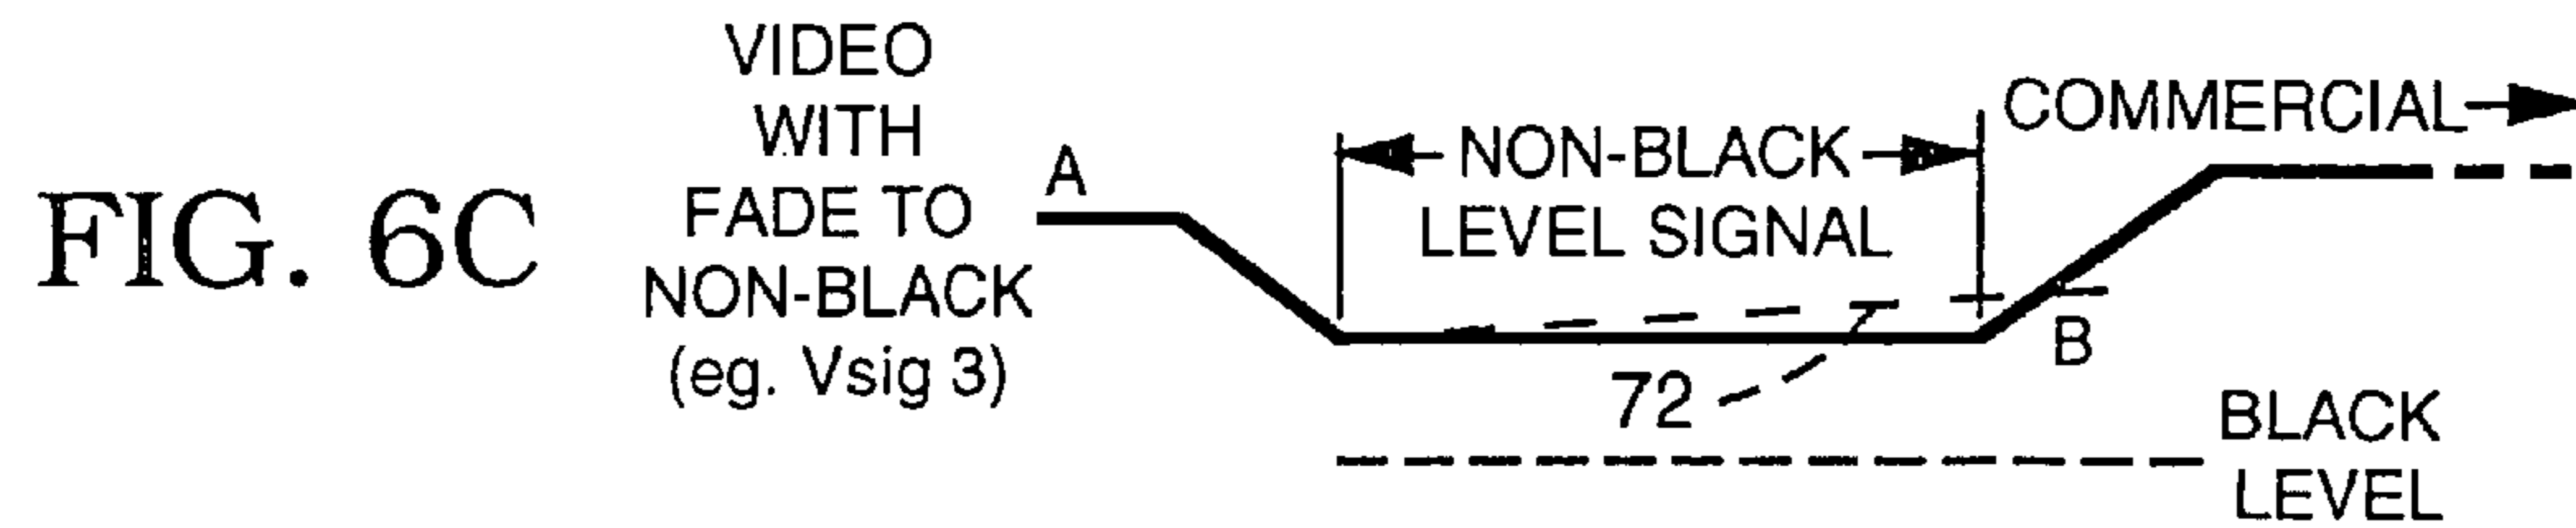 FIG. 6C
VIDEO
WITH
FADE TO
NON-BLACK
(eg. Vsig 3)
A
NON-BLACK
LEVEL SIGNAL
COMMERCIAL
72
B
BLACK
LEVEL